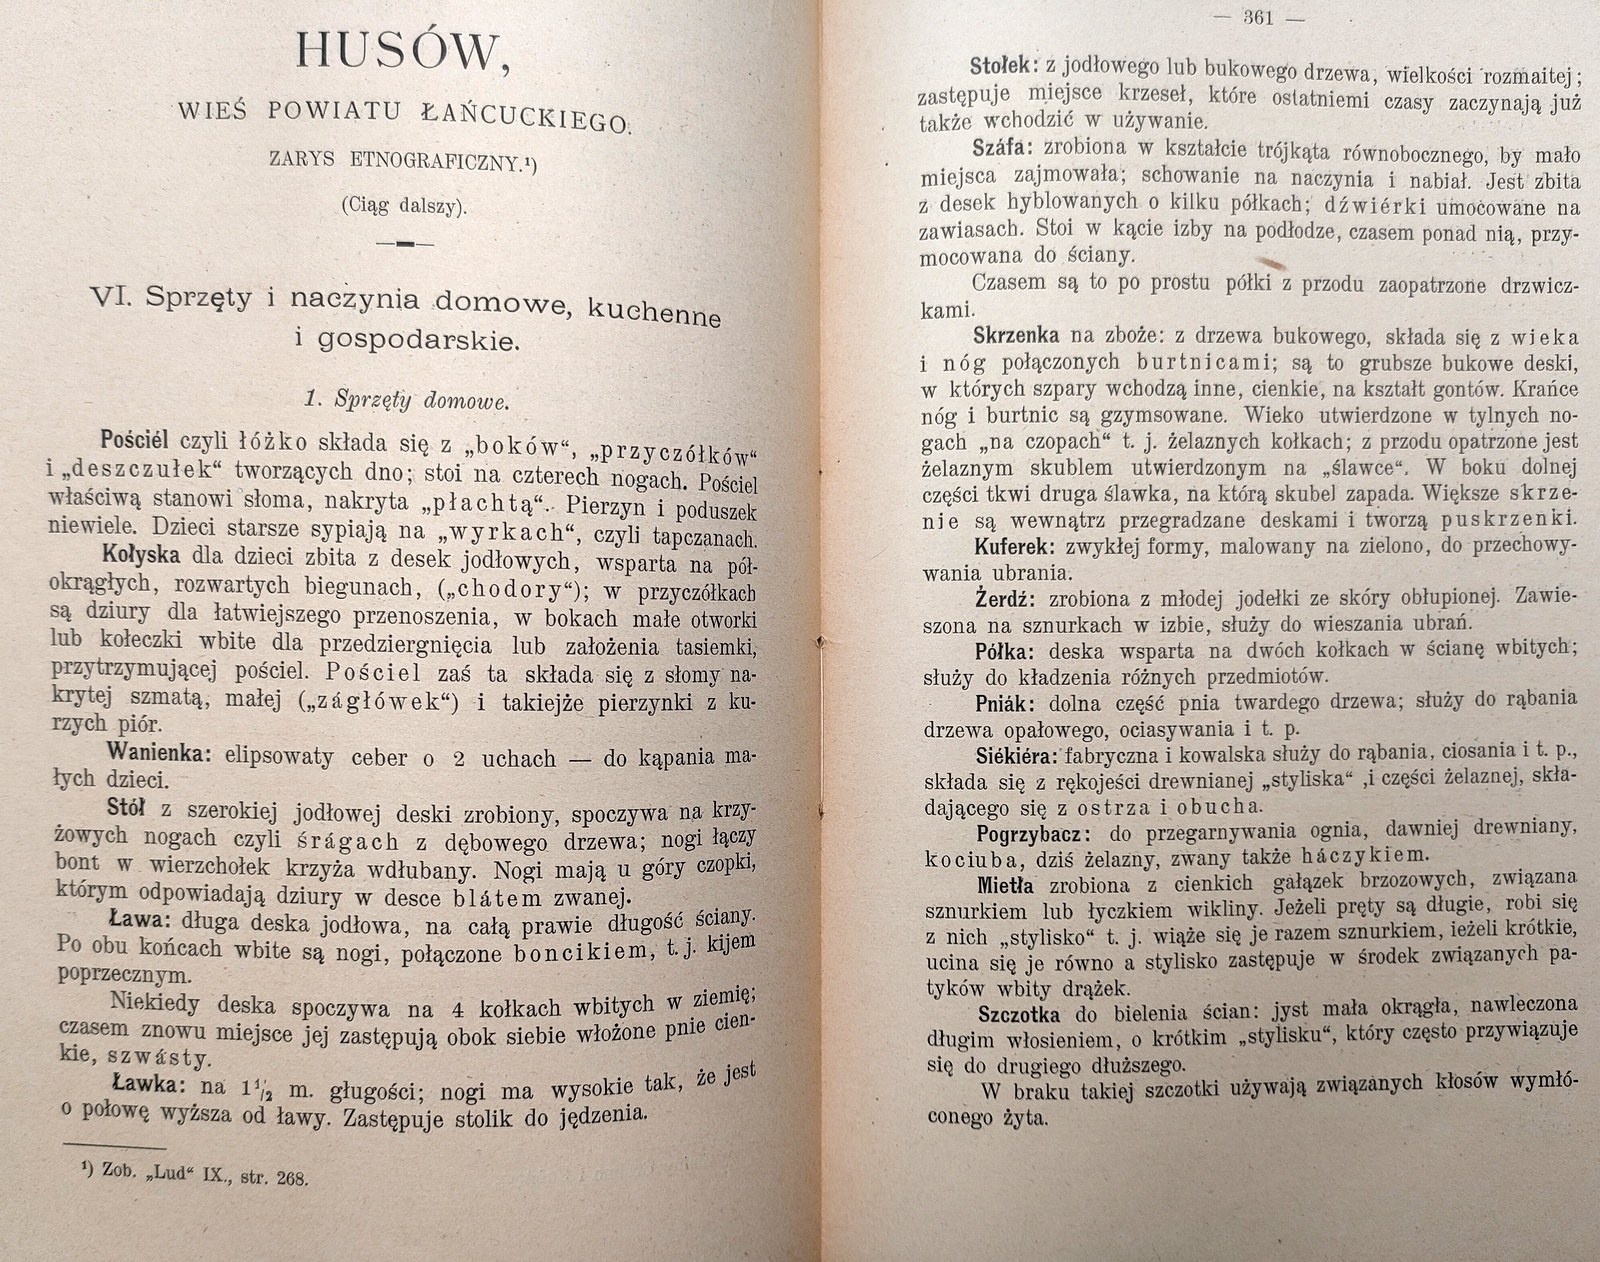 HUSÓW,
WIEŚ POWIATU ŁAŃCUCKIEGO.
ZARYS ETNOGRAFICZNY.¹)
(Ciąg dalszy).
VI. Sprzęty i naczynia domowe, kuchenne
i gospodarskie.
1. Sprzęty domowe.
Pościél czyli łóżko składa się z „boków“, „przyczółków“
i „deszczułek“ tworzących dno; stoi na czterech nogach. Pościel
właściwą stanowi słoma, nakryta „płachtą“. Pierzyn i poduszek
niewiele. Dzieci starsze sypiają na „wyrkach“, czyli tapczanach.
Kołyska dla dzieci zbita z desek jodłowych, wsparta na pół-
okrągłych, rozwartych biegunach, („chodory“); w przyczółkach
są dziury dla łatwiejszego przenoszenia, w bokach małe otworki
lub kołeczki wbite dla przedziergnięcia lub założenia tasiemki,
przytrzymującej pościel. Pościel zaś ta składa się z słomy na-
krytej szmatą, małej („zágłówek“) i takiejże pierzynki z ku-
rzych piór.
Wanienka: elipsowaty ceber o 2 uchach — do kąpania ma-
łych dzieci.
Stół z szerokiej jodłowej deski zrobiony, spoczywa na krzy-
żowych nogach czyli śrágach z dębowego drzewa; nogi łączy
bont w wierzchołek krzyża wdłubany. Nogi mają u góry czopki,
którym odpowiadają dziury w desce blátem zwanej.
Ława: długa deska jodłowa, na całą prawie długość ściany.
Po obu końcach wbite są nogi, połączone boncikiem, t. j. kijem
poprzecznym.
Niekiedy deska spoczywa na 4 kołkach wbitych w ziemię;
czasem znowu miejsce jej zastępują obok siebie włożone pnie cien-
kie, szwásty.
Ławka: na 1½ m. długości; nogi ma wysokie tak, że jest
o połowę wyższa od ławy. Zastępuje stolik do jędzenia.
¹) Zob. „Lud“ IX., str. 268.
— 361 —
Stołek: z jodłowego lub bukowego drzewa, wielkości rozmaitej;
zastępuje miejsce krzeseł, które ostatniemi czasy zaczynają już
także wchodzić w używanie.
Száfa: zrobiona w kształcie trójkąta równobocznego, by mało
miejsca zajmowała; schowanie na naczynia i nabiał. Jest zbita
z desek hyblowanych o kilku półkach; dźwiérki umocowane na
zawiasach. Stoi w kącie izby na podłodze, czasem ponad nią, przy-
mocowana do ściany.
Czasem są to po prostu półki z przodu zaopatrzone drzwicz-
kami.
Skrzenka na zboże: z drzewa bukowego, składa się z wieka
i nóg połączonych burtnicami; są to grubsze bukowe deski,
w których szpary wchodzą inne, cienkie, na kształt gontów. Krańce
nóg i burtnic są gzymsowane. Wieko utwierdzone w tylnych no-
gach „na czopach“ t. j. żelaznych kołkach; z przodu opatrzone jest
żelaznym skublem utwierdzonym na „ślawce“. W boku dolnej
części tkwi druga ślawka, na którą skubel zapada. Większe skrze-
nie są wewnątrz przegradzane deskami i tworzą puskrzenki.
Kuferek: zwykłej formy, malowany na zielono, do przechowy-
wania ubrania.
Żerdź: zrobiona z młodej jodełki ze skóry obłupionej. Zawie-
szona na sznurkach w izbie, służy do wieszania ubrań.
Półka: deska wsparta na dwóch kołkach w ścianę wbitych;
służy do kładzenia różnych przedmiotów.
Pniák: dolna część pnia twardego drzewa; służy do rąbania
drzewa opałowego, ociasywania i t. p.
Siékiéra: fabryczna i kowalska służy do rąbania, ciosania i t. p.,
składa się z rękojeści drewnianej „styliska“ ,i części żelaznej, skła-
dającego się z ostrza i obucha.
Pogrzybacz: do przegarnywania ognia, dawniej drewniany,
kociuba, dziś żelazny, zwany także háczykiem.
Mietła zrobiona z cienkich gałązek brzozowych, związana
sznurkiem lub łyczkiem wikliny. Jeżeli pręty są długie, robi się
z nich „stylisko“ t. j. wiąże się je razem sznurkiem, ieżeli krótkie,
ucina się je równo a stylisko zastępuje w środek związanych pa-
tyków wbity drążek.
Szczotka do bielenia ścian: jyst mała okrągła, nawleczona
długim włosieniem, o krótkim „stylisku“, który często przywiązuje
się do drugiego dłuższego.
W braku takiej szczotki używają związanych kłosów wymłó-
conego żyta.